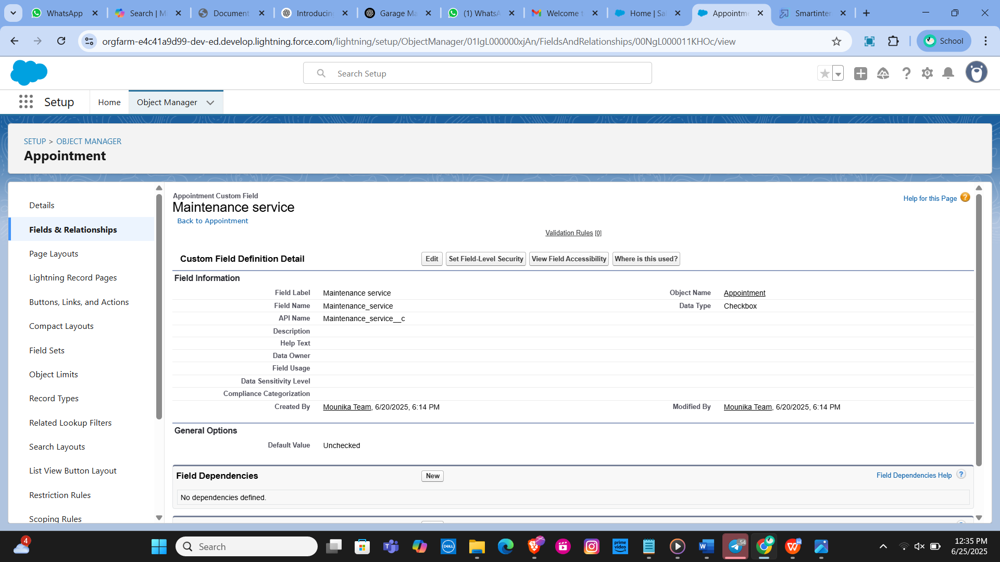 WhatsApp
Search | M
Document
Introducin
Garage Ma
(1) WhatsA
Welcome t
Home | Sal
Appointme
Smartinter
orgfarm-e4c41a9d99-dev-ed.develop.lightning.force.com/lightning/setup/ObjectManager/01IgL000000xjAn/FieldsAndRelationships/00NgL000011KHOc/view
School
Search Setup
Setup
Home
Object Manager
SETUP > OBJECT MANAGER
Appointment
Details
Fields & Relationships
Page Layouts
Lightning Record Pages
Buttons, Links, and Actions
Compact Layouts
Field Sets
Object Limits
Record Types
Related Lookup Filters
Search Layouts
List View Button Layout
Restriction Rules
Scoping Rules
Appointment Custom Field
Maintenance service
Back to Appointment
Help for this Page
Validation Rules [0]
Custom Field Definition Detail
Edit
Set Field-Level Security
View Field Accessibility
Where is this used?
Field Information
Field Label Maintenance service
Object Name Appointment
Field Name Maintenance_service
Data Type Checkbox
API Name Maintenance_service__c
Description
Help Text
Data Owner
Field Usage
Data Sensitivity Level
Compliance Categorization
Created By Mounika Team, 6/20/2025, 6:14 PM
Modified By Mounika Team, 6/20/2025, 6:14 PM
General Options
Default Value Unchecked
Field Dependencies
New
Field Dependencies Help
No dependencies defined.
4
Search
DELL
prime video
54
12:35 PM
6/25/2025